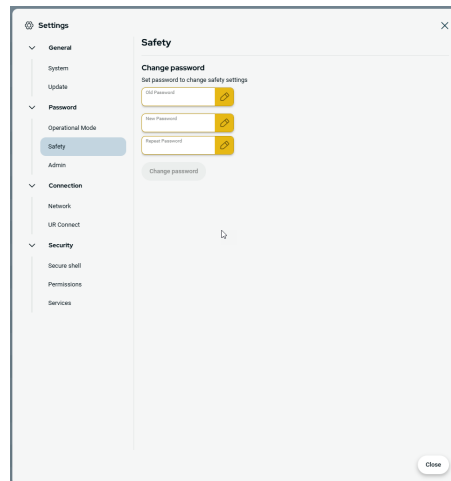 Settings
General
System
Update
Password
Operational Mode
Safety
Admin
Connection
Network
UR Connect
Security
Secure shell
Permissions
Services
Safety
Change password
Set password to change safety settings
Old Password
New Password
Repeat Password
Change password
Close